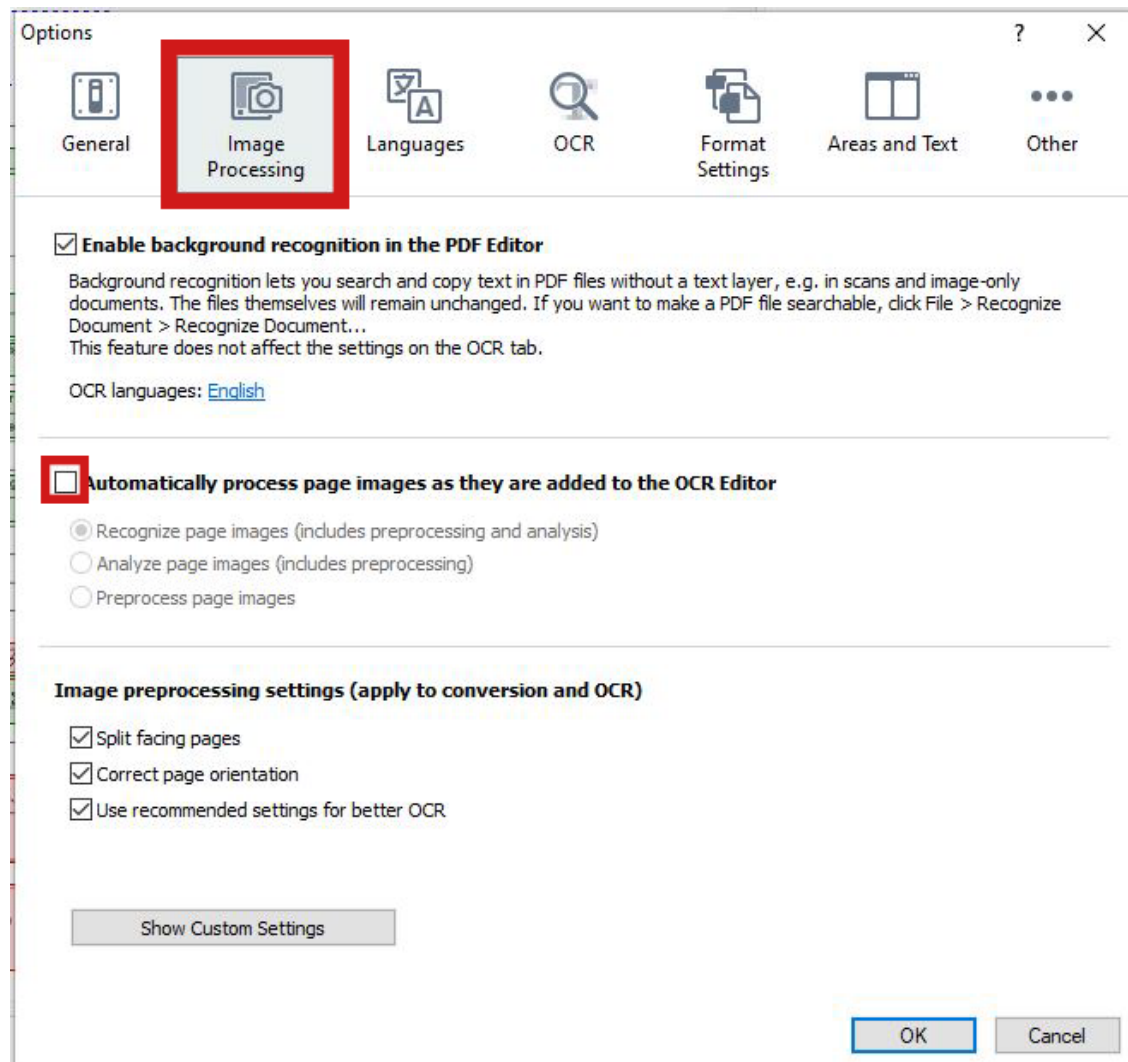 Options
?
General
Image
Processing
Languages
OCR
Format
Settings
Areas and Text
Other
Enable background recognition in the PDF Editor
Background recognition lets you search and copy text in PDF files without a text layer, e.g. in scans and image-only
documents. The files themselves will remain unchanged. If you want to make a PDF file searchable, click File > Recognize
Document > Recognize Document...
This feature does not affect the settings on the OCR tab.
OCR languages: English
Automatically process page images as they are added to the OCR Editor
Recognize page images (includes preprocessing and analysis)
Analyze page images (includes preprocessing)
Preprocess page images
Image preprocessing settings (apply to conversion and OCR)
Split facing pages
Correct page orientation
Use recommended settings for better OCR
Show Custom Settings
OK
Cancel